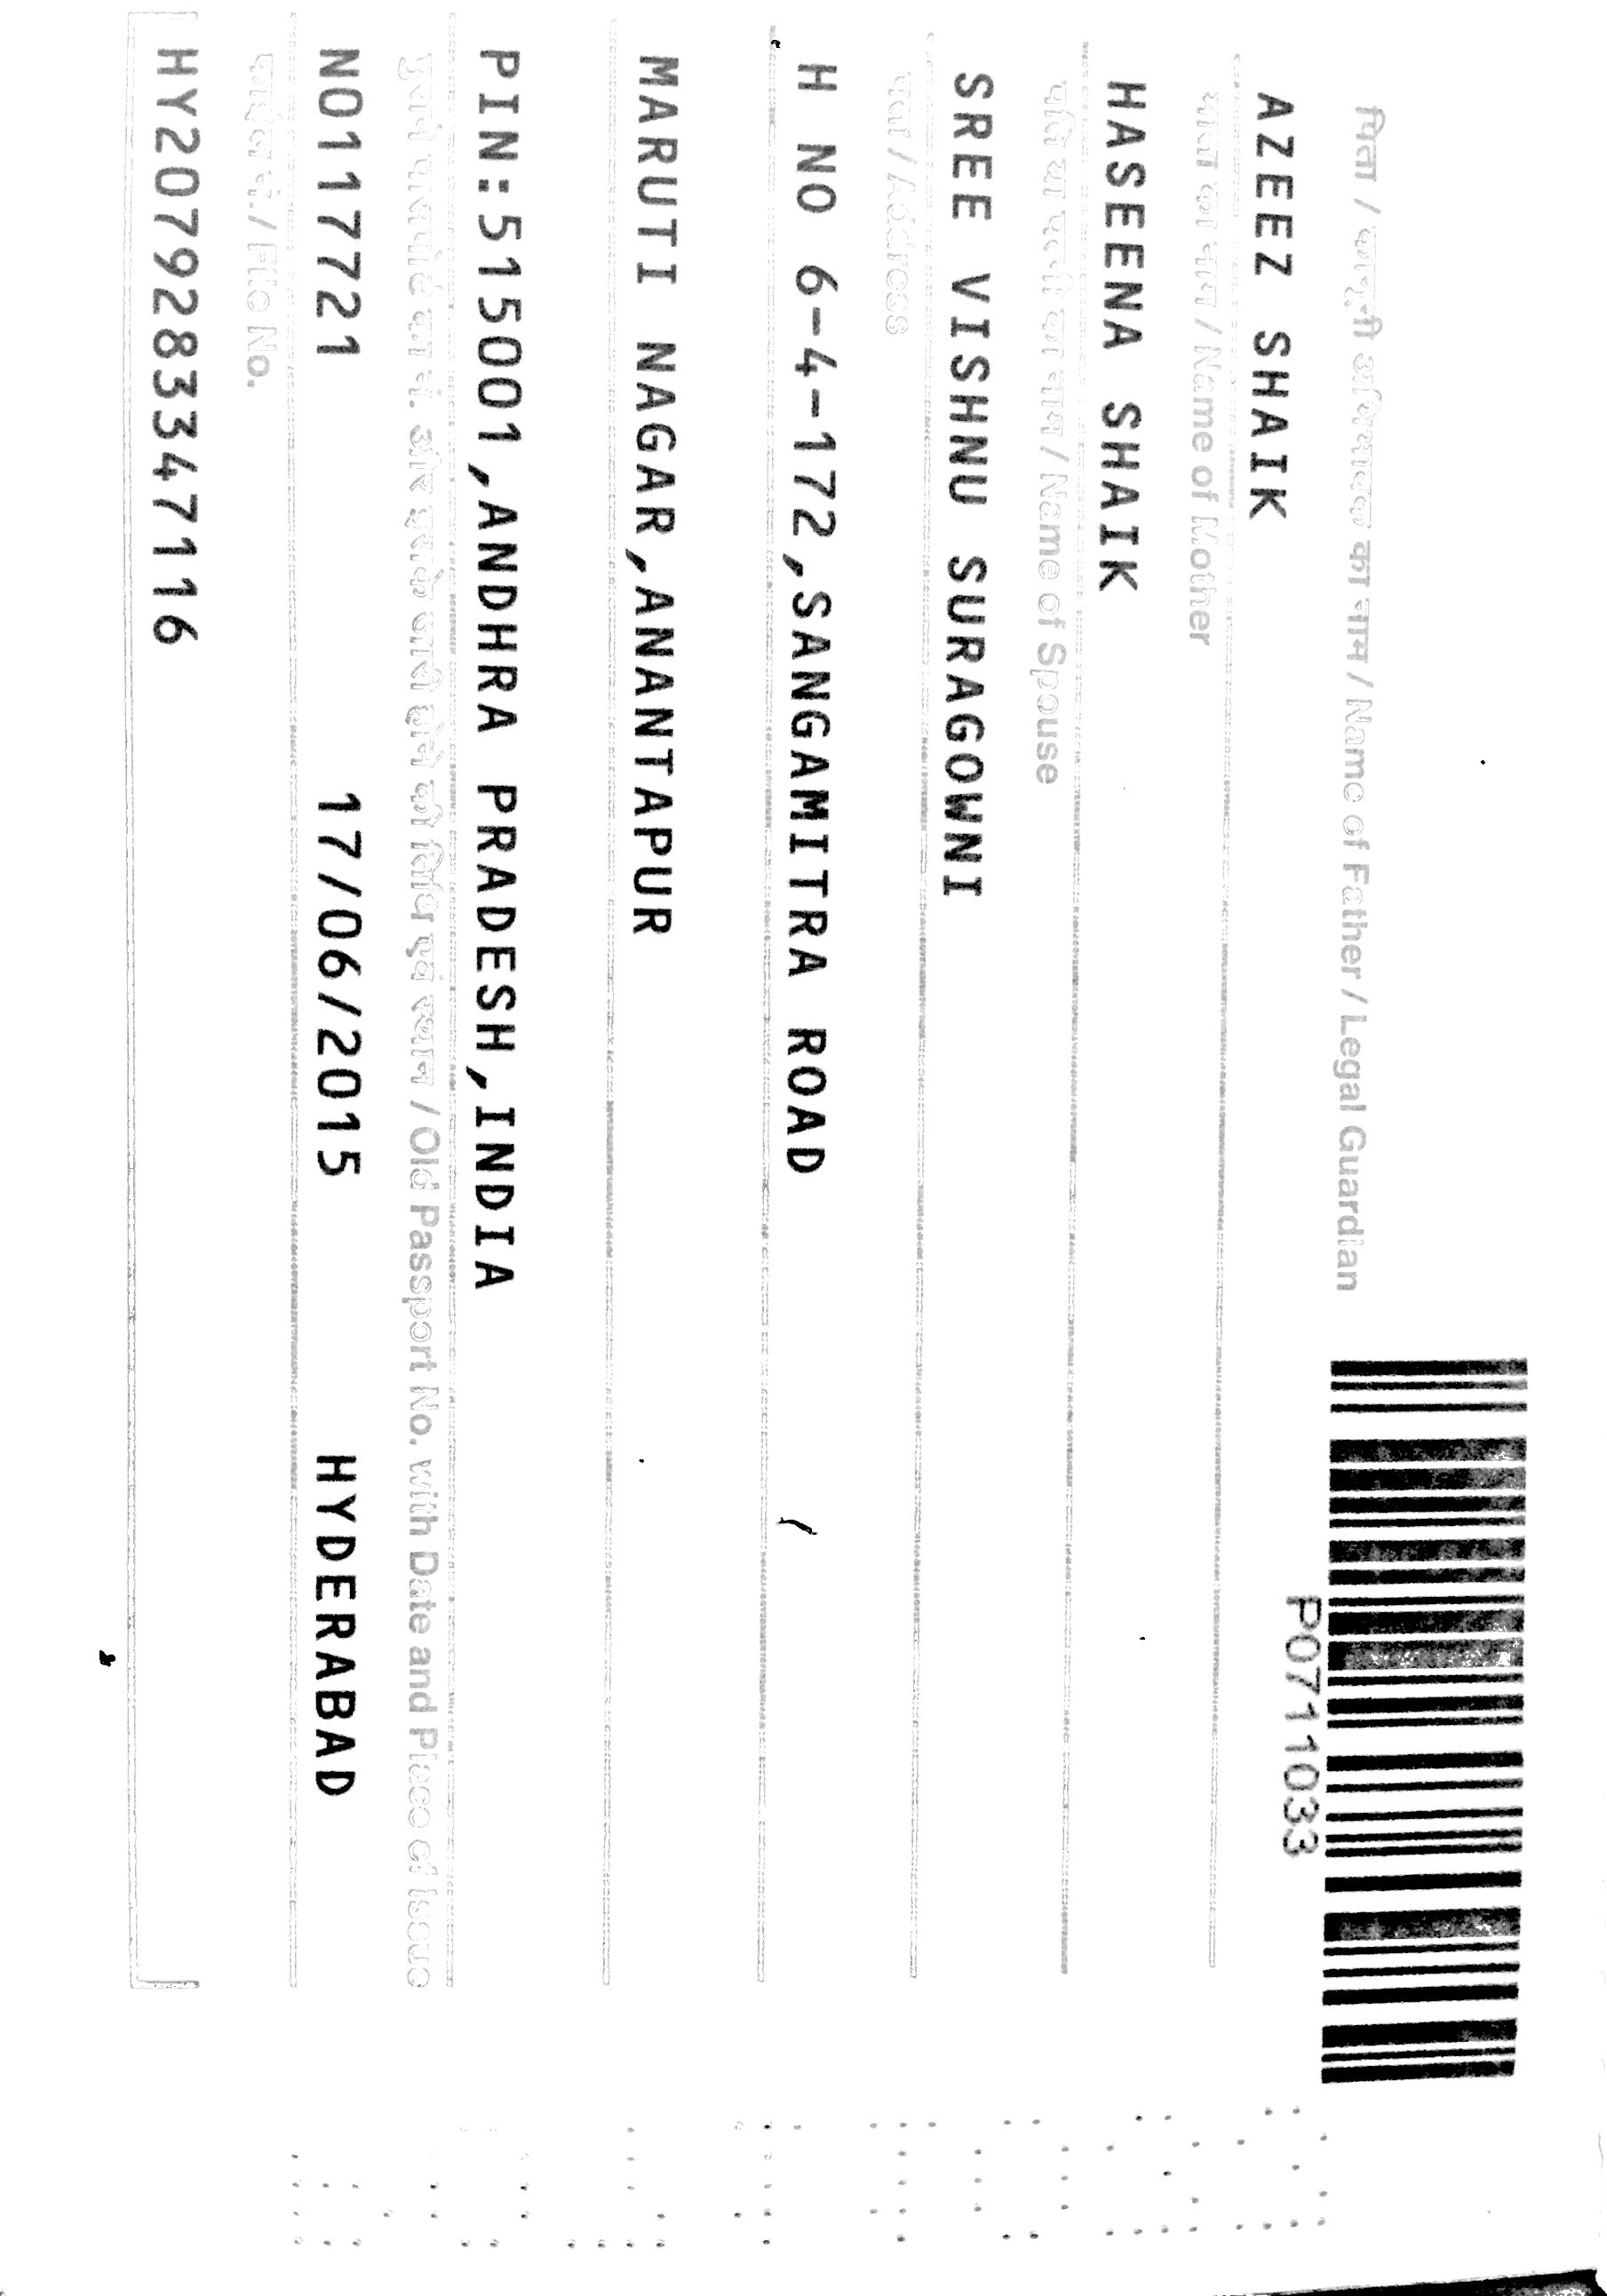 पिता / कानूनी अभिभावक का नाम / Name of Father / Legal Guardian
P0711033
AZEEZ SHAIK
माता का नाम / Name of Mother
HASEENA SHAIK
पति या पत्नी का नाम / Name of Spouse
SREE VISHNU SURAGOWNI
पता / Address
H NO 6-4-172,SANGAMITRA ROAD
MARUTI NAGAR,ANANTAPUR
PIN:515001,ANDHRA PRADESH,INDIA
पुराने पासपोर्ट का नं. और इसके जारी होने की तिथि एवं स्थान / Old Passport No. with Date and Place of Issue
N0117721 17/06/2015 HYDERABAD
फाईल नं./ File No.
HY2079283347116